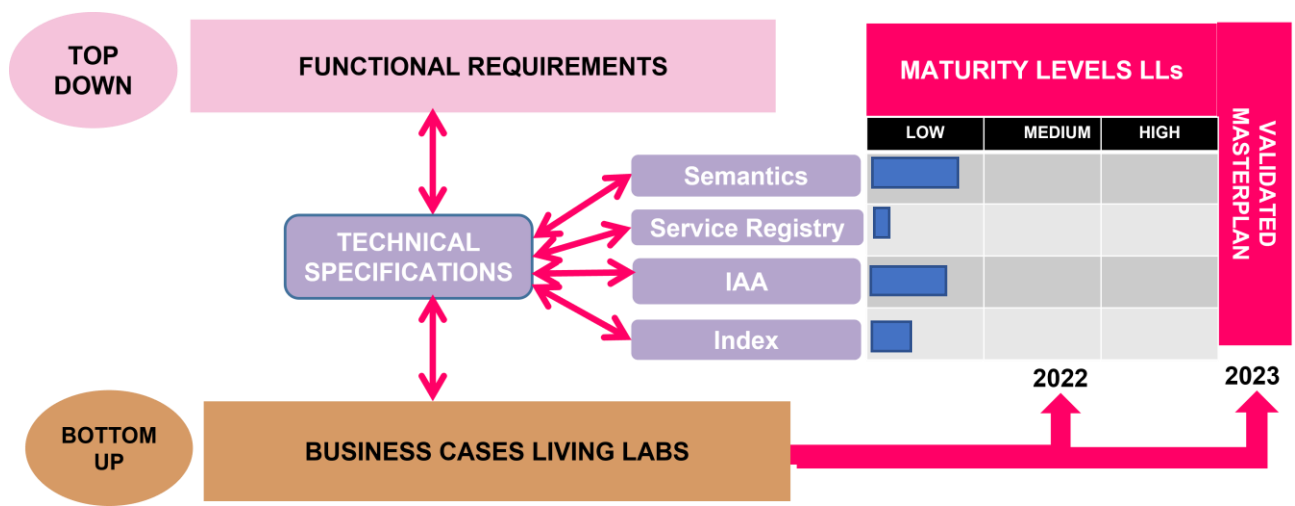 TOP
DOWN
FUNCTIONAL REQUIREMENTS
MATURITY LEVELS LLs
LOW MEDIUM HIGH
VALIDATED
MASTERPLAN
Semantics
Service Registry
TECHNICAL
SPECIFICATIONS
IAA
Index
2022 2023
BOTTOM
UP
BUSINESS CASES LIVING LABS